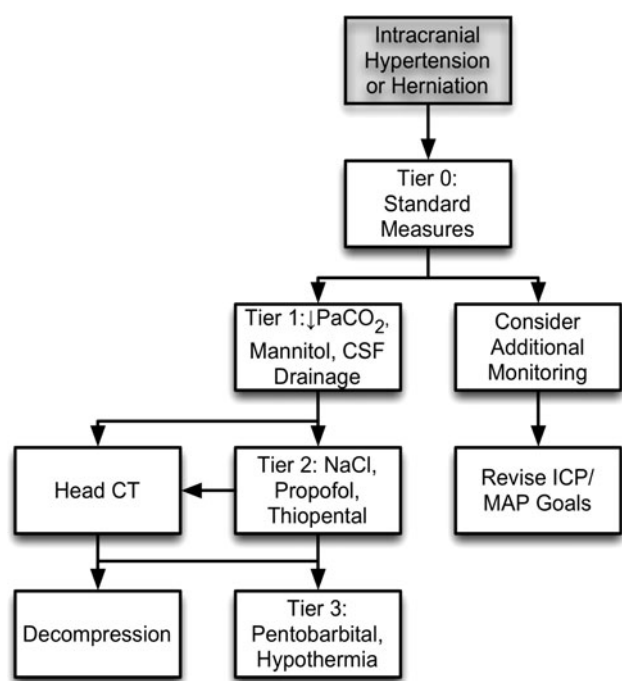 Intracranial
Hypertension
or Herniation
Tier 0:
Standard
Measures
Tier 1:↓PaCO₂,
Mannitol, CSF
Drainage
Consider
Additional
Monitoring
Head CT
Tier 2: NaCl,
Propofol,
Thiopental
Revise ICP/
MAP Goals
Decompression
Tier 3:
Pentobarbital,
Hypothermia